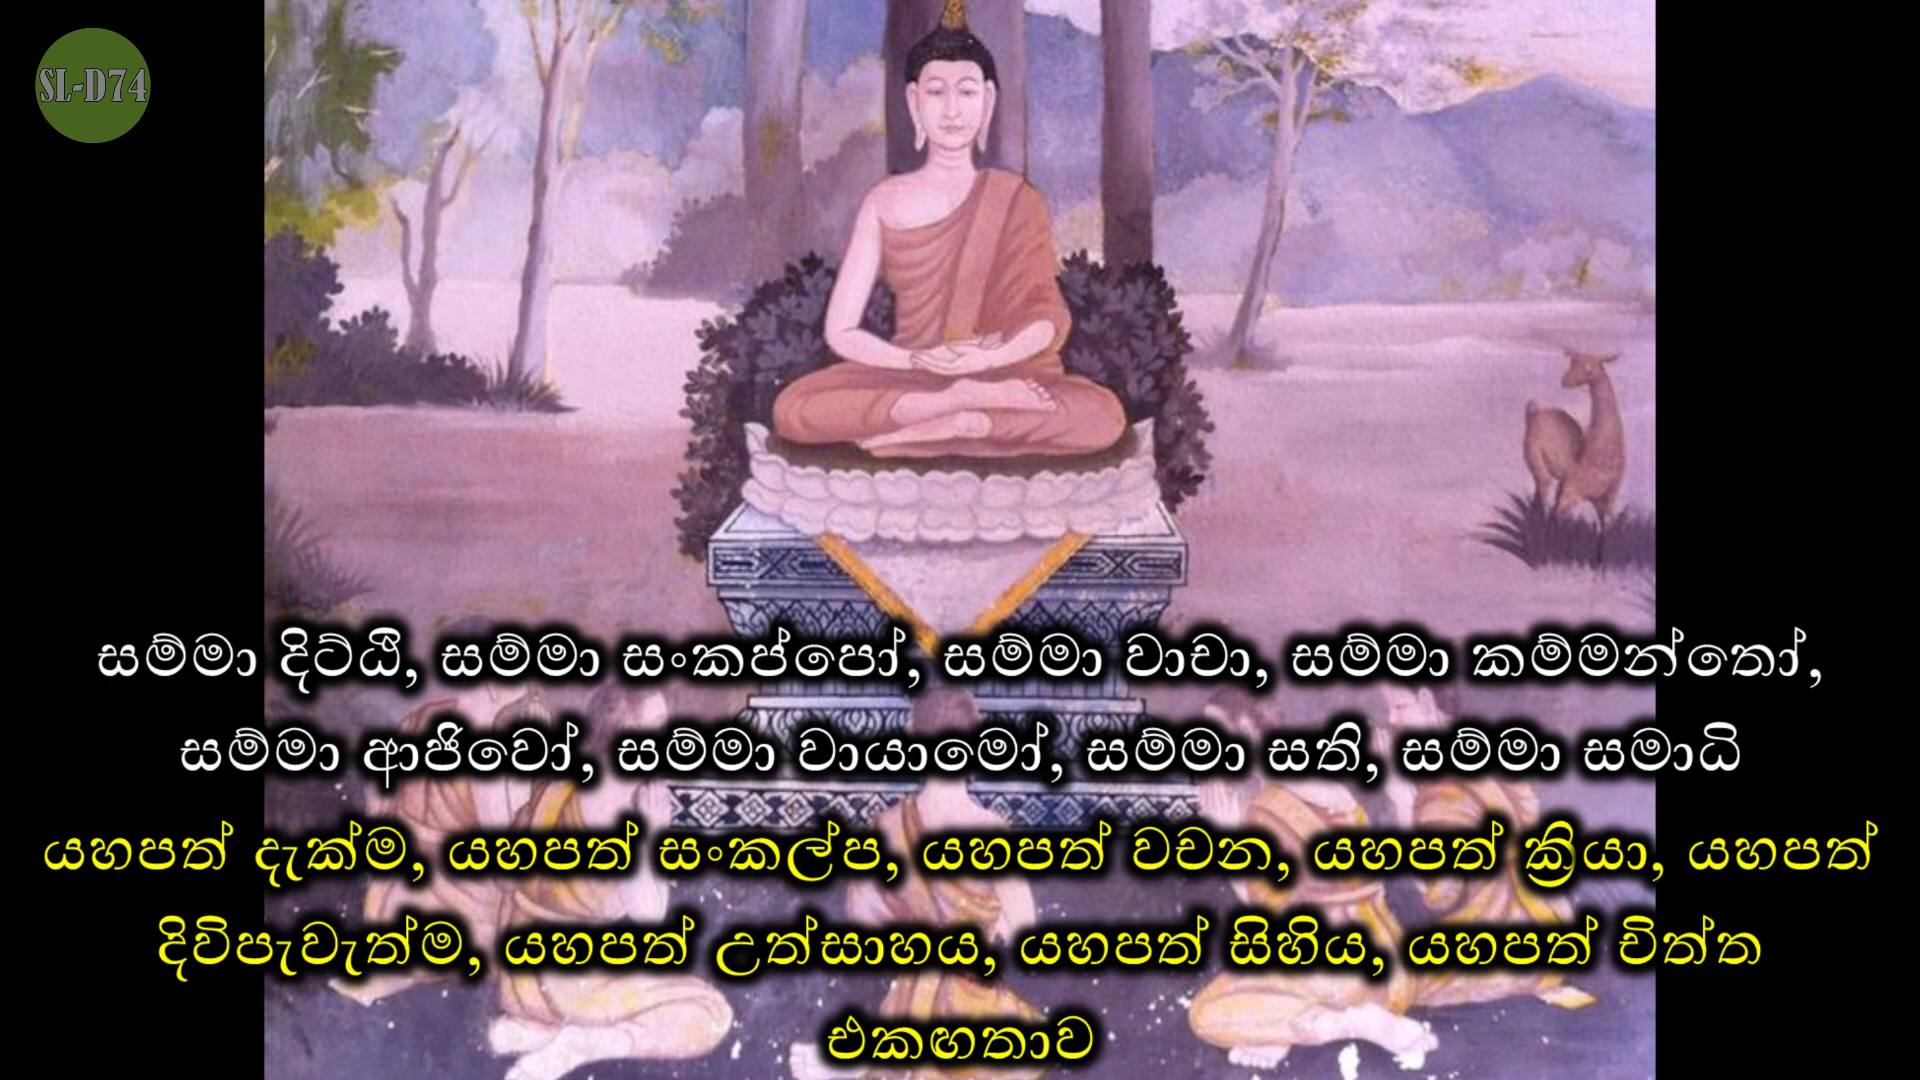 SL-D74
සම්මා දිට්ඨි, සම්මා සංකප්පෝ, සම්මා වාචා, සම්මා කම්මන්තෝ,
සම්මා ආජිවෝ, සම්මා වායාමෝ, සම්මා සති, සම්මා සමාධි
යහපත් දැක්ම, යහපත් සංකල්ප, යහපත් වචන, යහපත් ක්‍රියා, යහපත්
දිවිපැවැත්ම, යහපත් උත්සාහය, යහපත් සිහිය, යහපත් චිත්ත
එකඟතාව